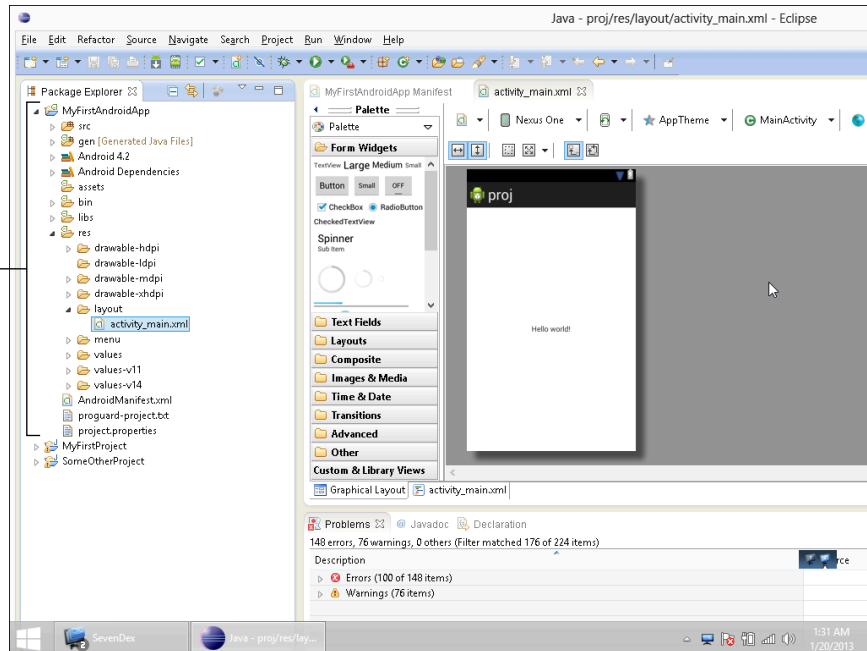 Java - proj/res/layout/activity_main.xml - Eclipse
File Edit Refactor Source Navigate Search Project Run Window Help
Package Explorer
MyFirstAndroidApp
src
gen [Generated Java Files]
Android 4.2
Android Dependencies
assets
bin
libs
res
drawable-hdpi
drawable-ldpi
drawable-mdpi
drawable-xhdpi
layout
activity_main.xml
menu
values
values-v11
values-v14
AndroidManifest.xml
proguard-project.txt
project.properties
MyFirstProject
SomeOtherProject
MyFirstAndroidApp Manifest
activity_main.xml
Palette
Palette
Form Widgets
TextView Large Medium Small
Button Small OFF
CheckBox RadioButton
CheckedTextView
Spinner
Sub Item
Text Fields
Layouts
Composite
Images & Media
Time & Date
Transitions
Advanced
Other
Custom & Library Views
Nexus One AppTheme MainActivity
proj
Hello world!
Graphical Layout activity_main.xml
Problems Javadoc Declaration
148 errors, 76 warnings, 0 others (Filter matched 176 of 224 items)
Description rce
Errors (100 of 148 items)
Warnings (76 items)
2 SevenDex
Java - proj/res/lay...
1:31 AM
1/20/2013